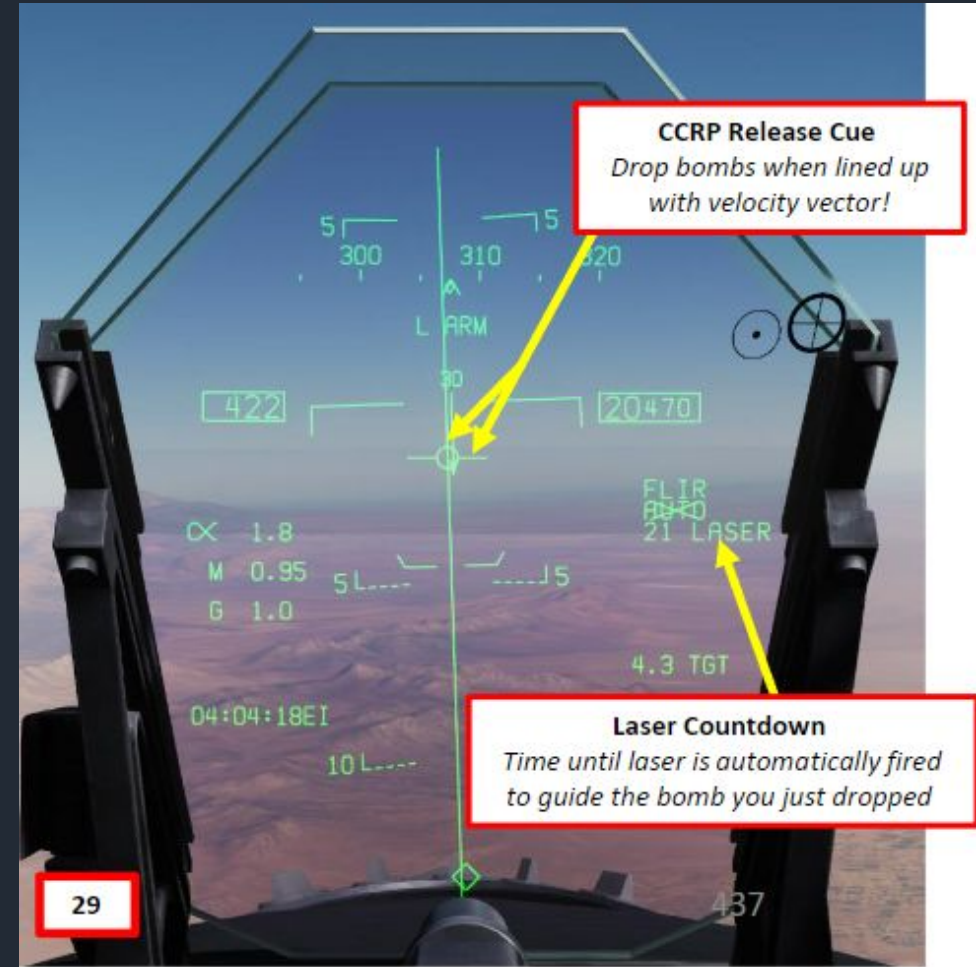 CCRP Release Cue
Drop bombs when lined up
with velocity vector!
5 5
300 310 320
L ARM
30
422 20470
FLIR
AUTO
21 LASER
α 1.8
M 0.95
G 1.0
5 5
4.3 TGT
04:04:18EI
10
Laser Countdown
Time until laser is automatically fired
to guide the bomb you just dropped
29
437